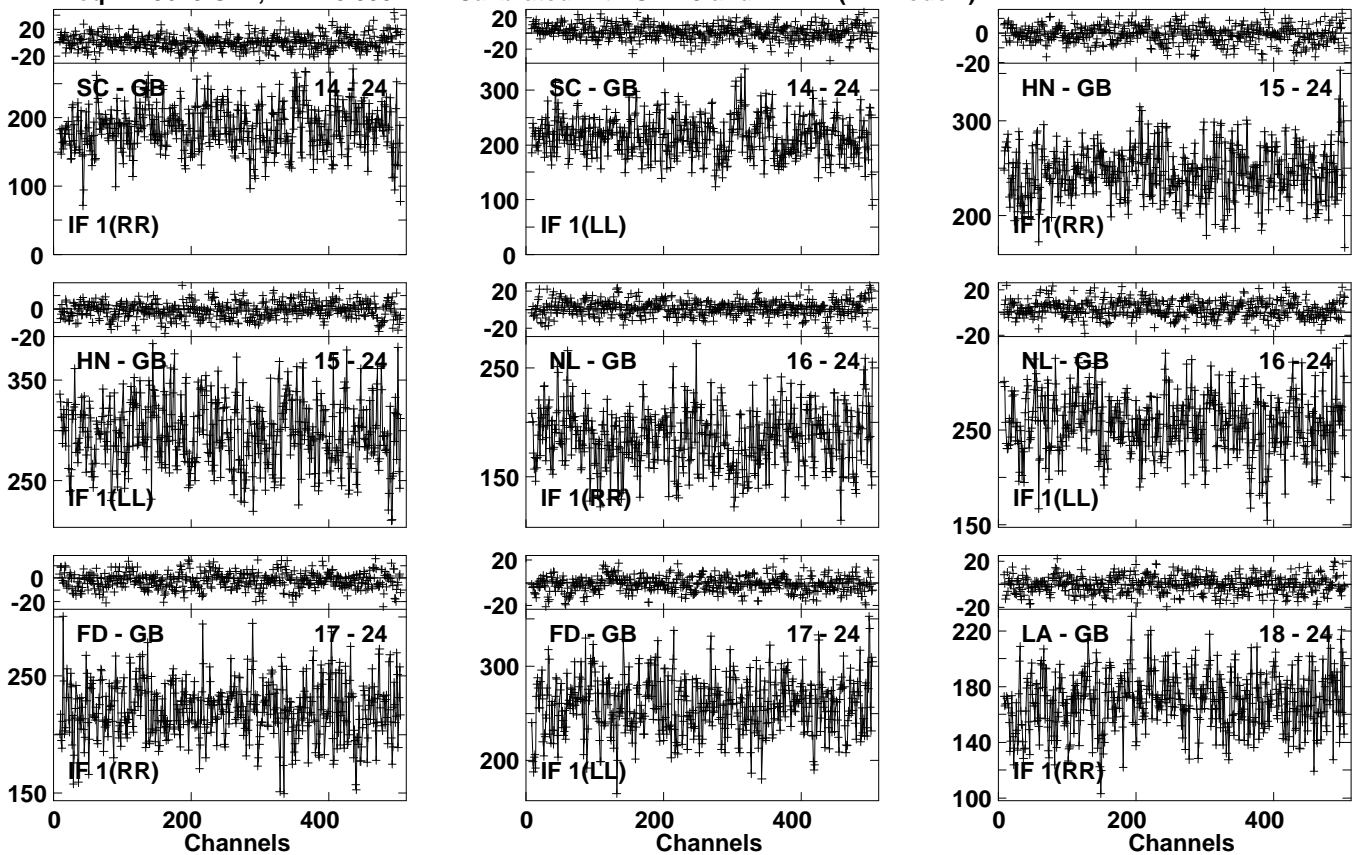 20
-20
SC - GB 14 - 24
200
100
0
IF 1(RR)
20
-20
SC - GB 14 - 24
300
200
100
0
IF 1(LL)
0
-20
HN - GB 15 - 24
300
200
IF 1(RR)
0
-20
HN - GB 15 - 24
350
250
IF 1(LL)
20
-20
NL - GB 16 - 24
250
150
IF 1(RR)
20
-20
NL - GB 16 - 24
250
150
IF 1(LL)
0
-20
FD - GB 17 - 24
250
150
IF 1(RR)
0 200 400
Channels
20
-20
FD - GB 17 - 24
300
200
IF 1(LL)
0 200 400
Channels
20
-20
LA - GB 18 - 24
220
180
140
100
IF 1(RR)
0 200 400
Channels